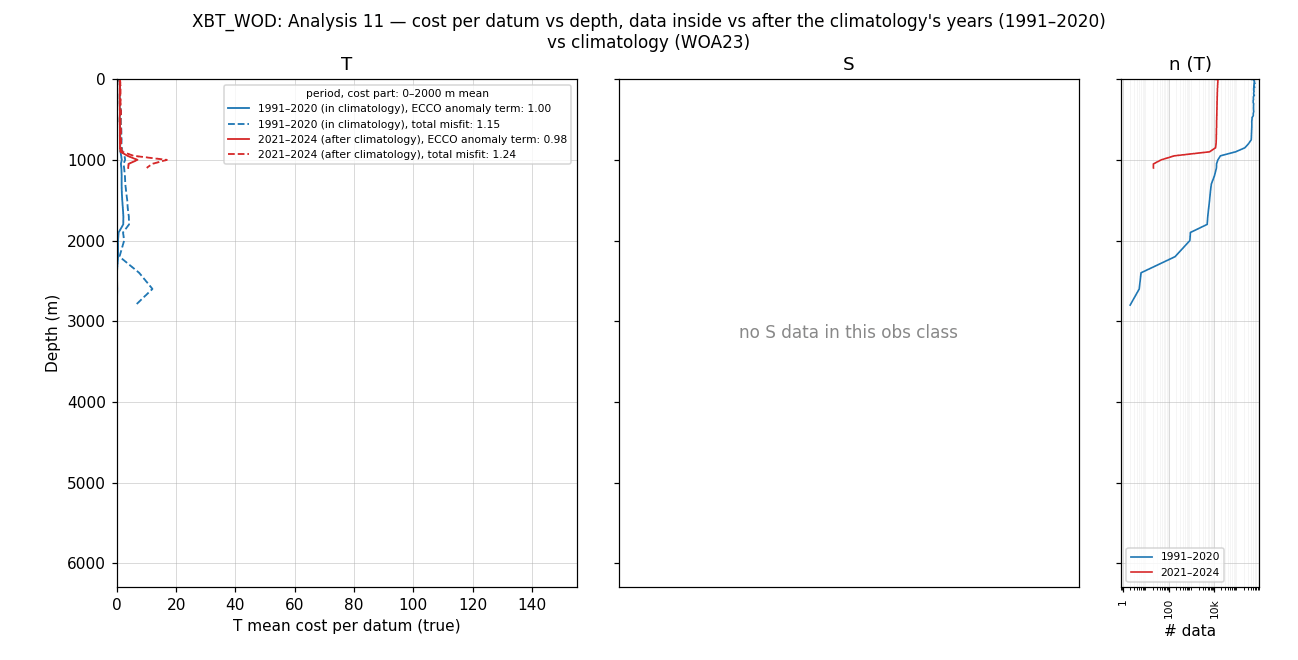 XBT_WOD: Analysis 11 — cost per datum vs depth, data inside vs after the climatology's years (1991–2020)
vs climatology (WOA23)
T
S
n (T)
period, cost part: 0–2000 m mean
1991–2020 (in climatology), ECCO anomaly term: 1.00
1991–2020 (in climatology), total misfit: 1.15
2021–2024 (after climatology), ECCO anomaly term: 0.98
2021–2024 (after climatology), total misfit: 1.24
0
1000
2000
3000
4000
5000
6000
Depth (m)
no S data in this obs class
1991–2020
2021–2024
0 20 40 60 80 100 120 140
T mean cost per datum (true)
1 100 10k
# data